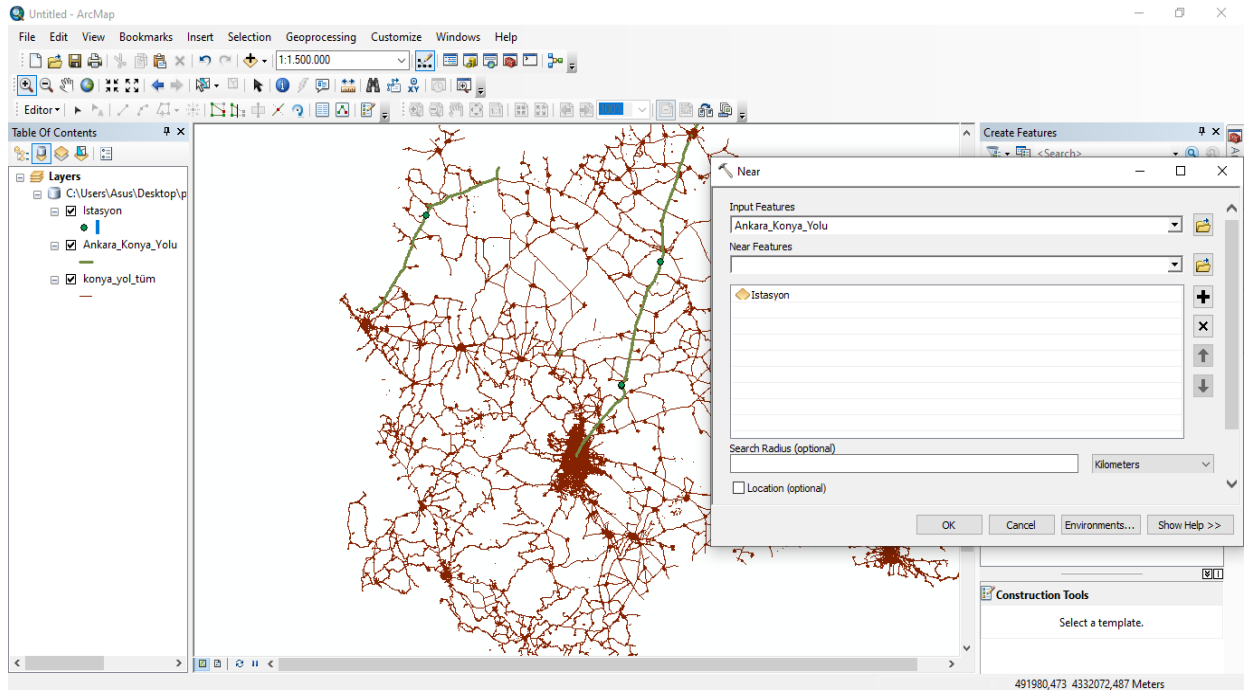 Untitled - ArcMap
File Edit View Bookmarks Insert Selection Geoprocessing Customize Windows Help
1:1.500.000
Editor
100%
Table Of Contents
Create Features
<Search>
Layers
C:\Users\Asus\Desktop\p
Istasyon
Ankara_Konya_Yolu
konya_yol_tüm
Near
Input Features
Ankara_Konya_Yolu
Near Features
Istasyon
Search Radius (optional)
Kilometers
Location (optional)
OK Cancel Environments... Show Help >>
Construction Tools
Select a template.
491980,473 4332072,487 Meters